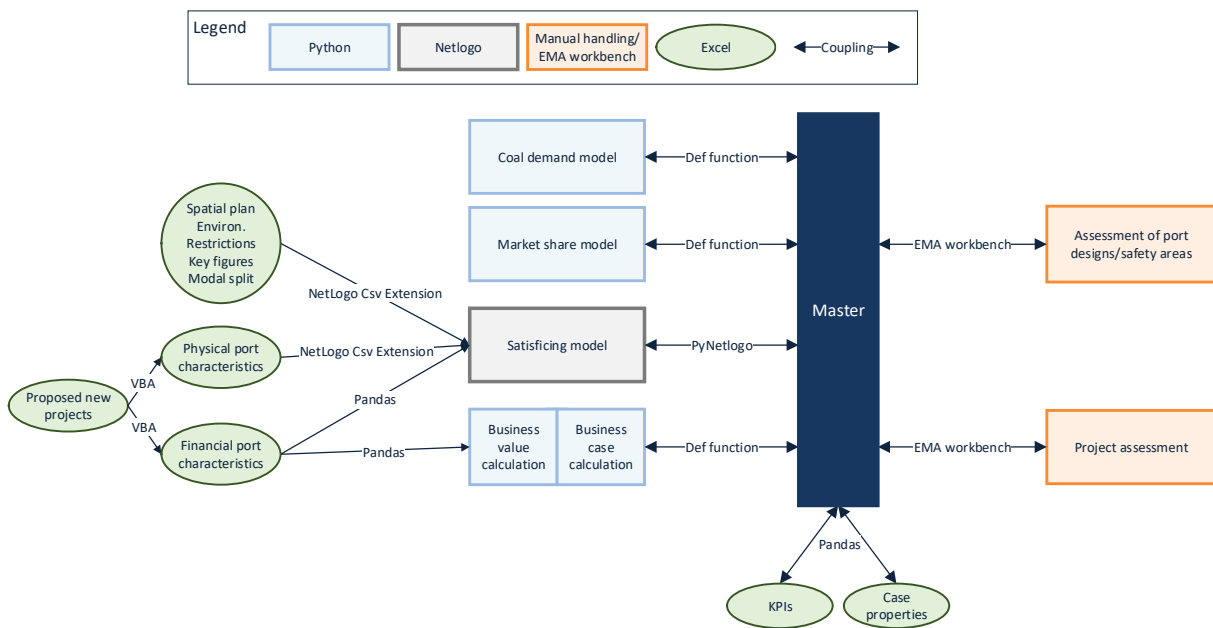 Legend
Python
Netlogo
Manual handling/
EMA workbench
Excel
Coupling
Coal demand model
Def function
Spatial plan
Environ.
Restrictions
Key figures
Modal split
Market share model
Def function
EMA workbench
Assessment of port
designs/safety areas
NetLogo Csv Extension
Master
Physical port
characteristics
NetLogo Csv Extension
Satisficing model
PyNetlogo
VBA
Proposed new
projects
VBA
Pandas
Financial port
characteristics
Pandas
Business
value
calculation
Business
case
calculation
Def function
EMA workbench
Project assessment
Pandas
KPIs
Case
properties